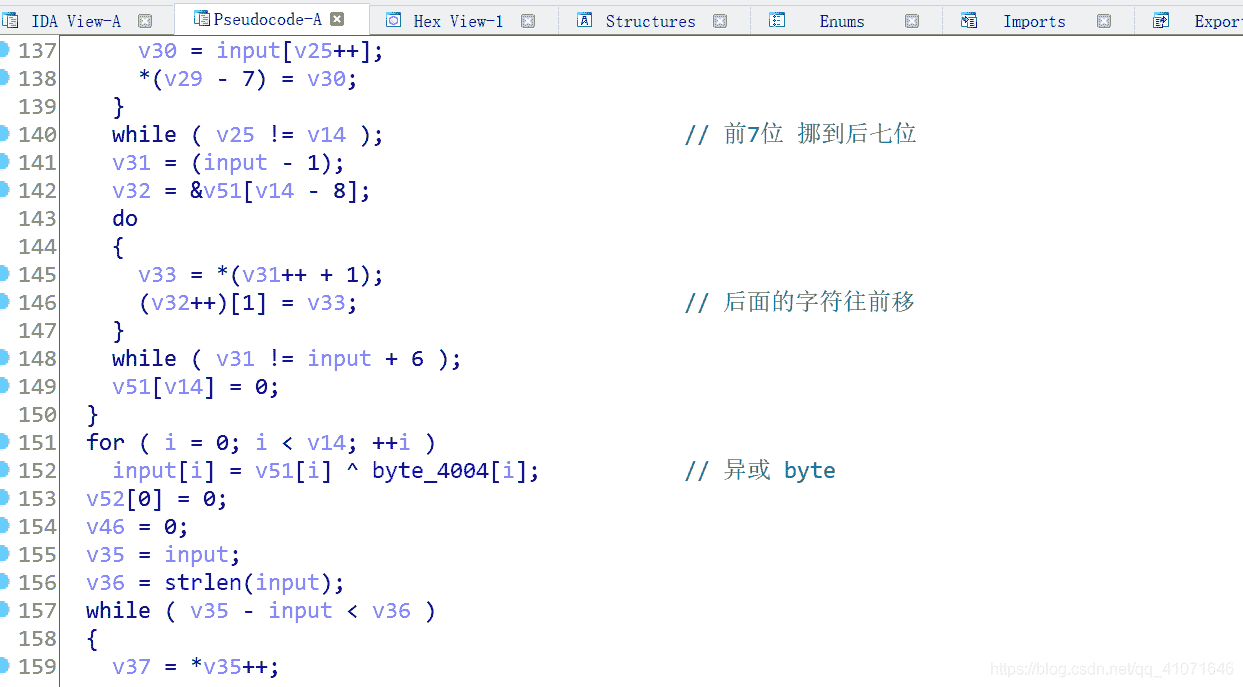 IDA View-A Pseudocode-A Hex View-1 Structures Enums Imports Expor
137 v30 = input[v25++];
138 *(v29 - 7) = v30;
139 }
140 while ( v25 != v14 ); // 前7位 挪到后七位
141 v31 = (input - 1);
142 v32 = &v51[v14 - 8];
143 do
144 {
145 v33 = *(v31++ + 1);
146 (v32++)[1] = v33; // 后面的字符往前移
147 }
148 while ( v31 != input + 6 );
149 v51[v14] = 0;
150 }
151 for ( i = 0; i < v14; ++i )
152 input[i] = v51[i] ^ byte_4004[i]; // 异或 byte
153 v52[0] = 0;
154 v46 = 0;
155 v35 = input;
156 v36 = strlen(input);
157 while ( v35 - input < v36 )
158 {
159 v37 = *v35++;
https://blog.csdn.net/qq_41071646